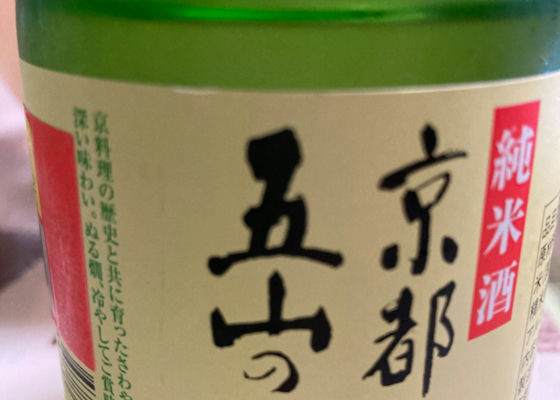 純米酒
京都
五山の
京料理の歴史と共に育ったさわや
深い味わい。ぬる燗、冷やしてご賞味